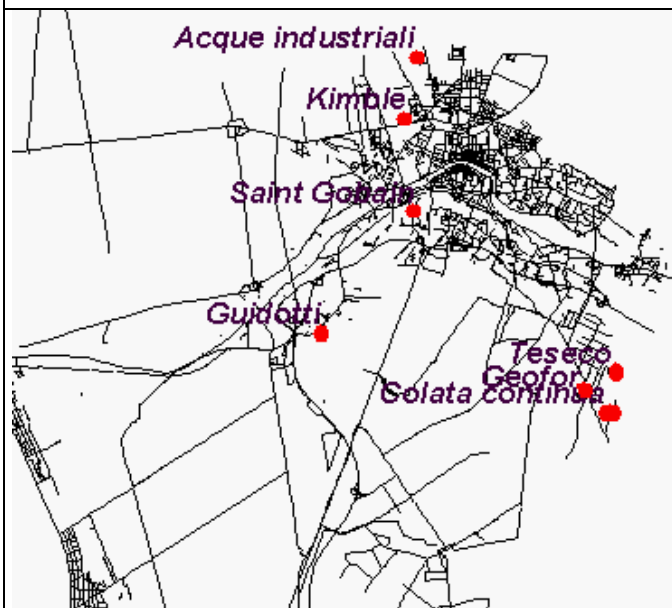 Acque industriali
Kimble
Saint Gobain
Guidotti
Teseco
Geofor
Colata continua